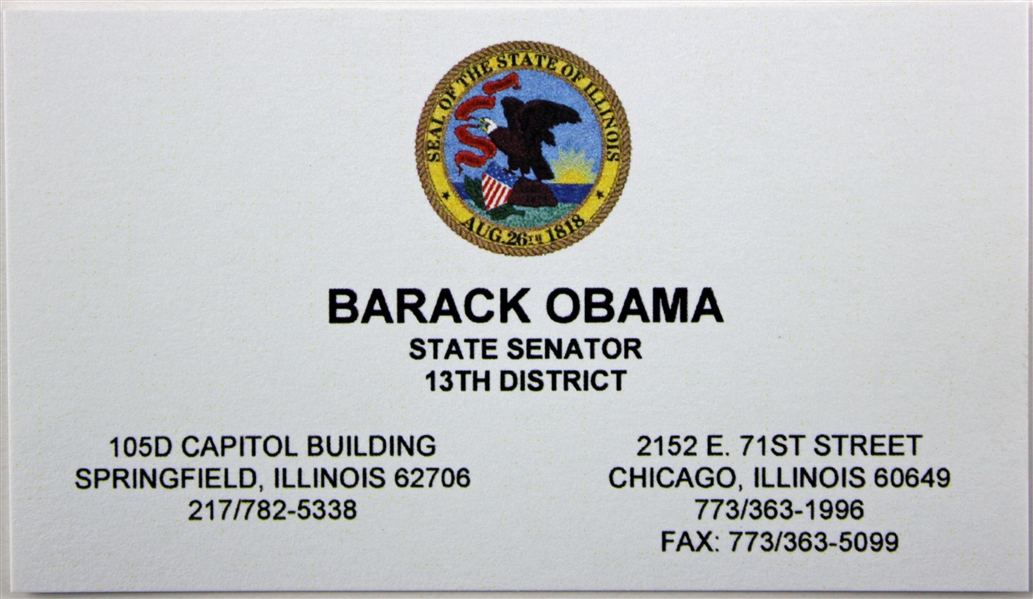 SEAL OF THE STATE OF ILLINOIS
AUG. 26TH 1818
BARACK OBAMA
STATE SENATOR
13TH DISTRICT
105D CAPITOL BUILDING
SPRINGFIELD, ILLINOIS 62706
217/782-5338
2152 E. 71ST STREET
CHICAGO, ILLINOIS 60649
773/363-1996
FAX: 773/363-5099